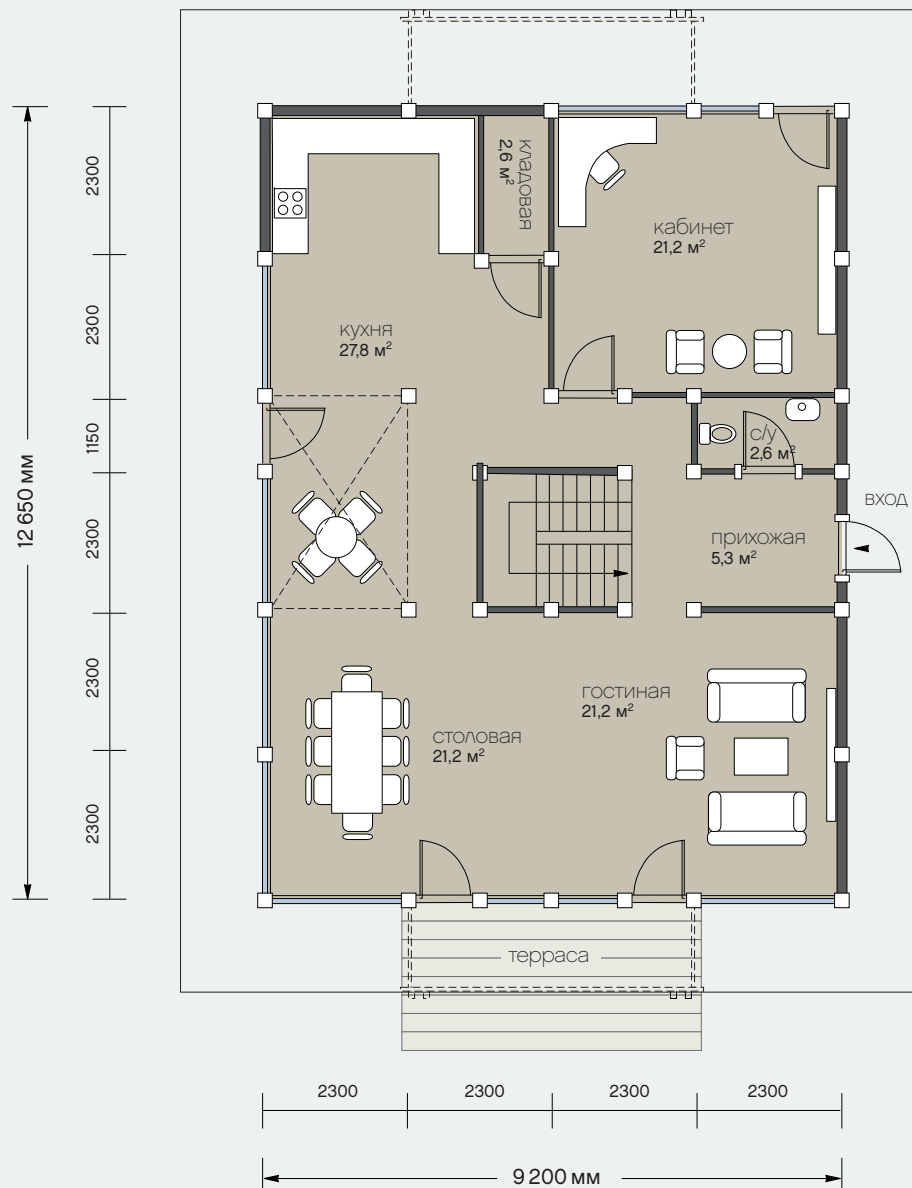 кладовая
2,6 м²
кабинет
21,2 м²
кухня
27,8 м²
с/у
2,6 м²
вход
прихожая
5,3 м²
гостиная
21,2 м²
столовая
21,2 м²
терраса
2300
2300
1150
2300
2300
2300
12 650 мм
2300 2300 2300 2300
9 200 мм